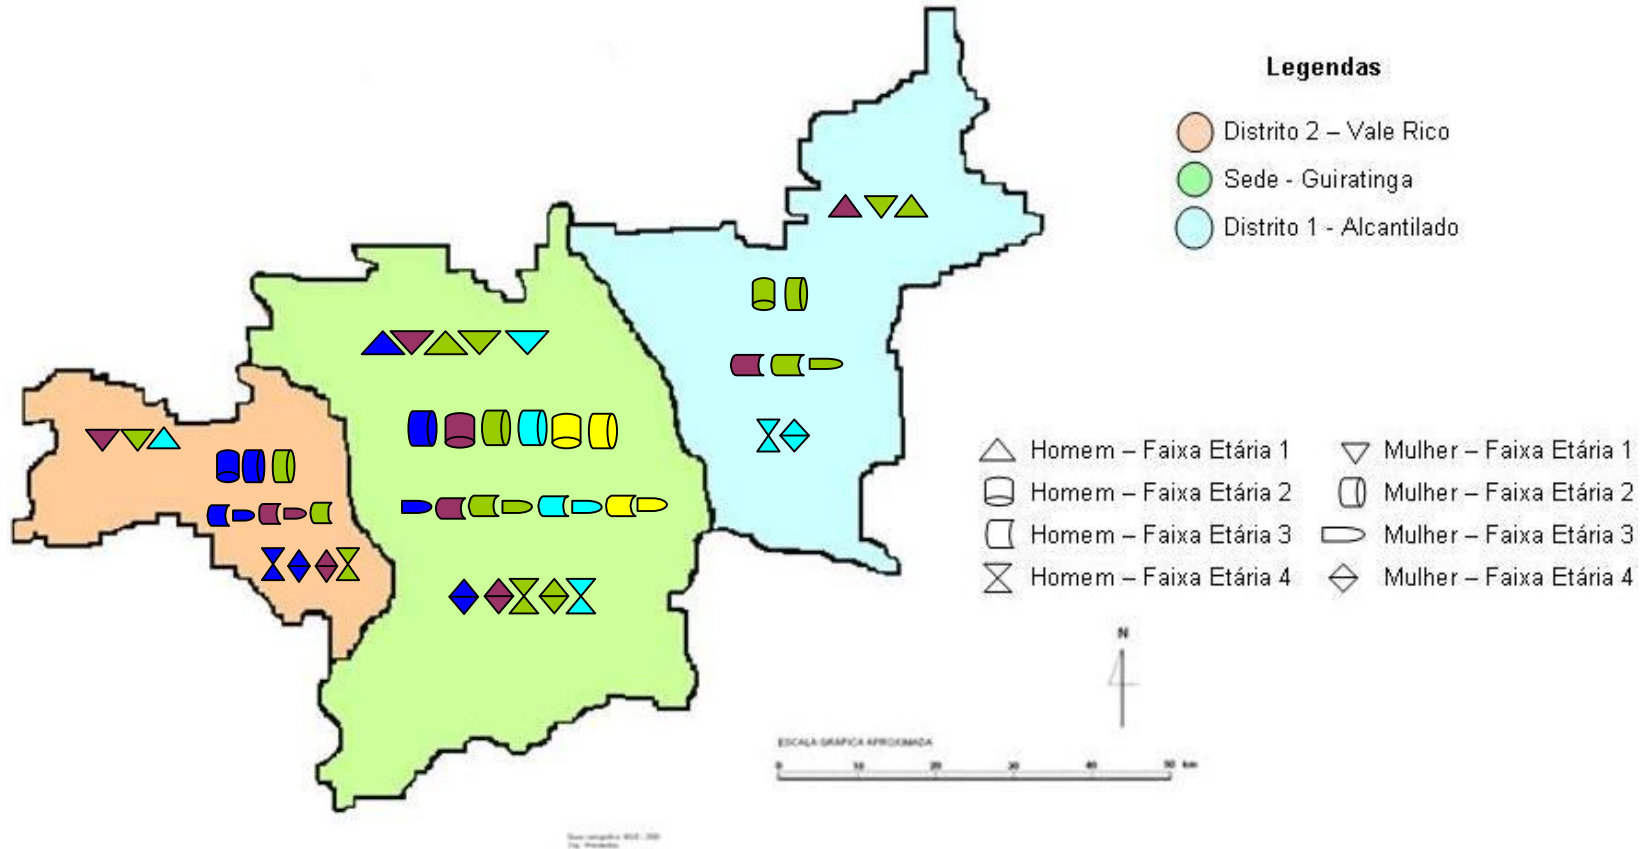 Legendas
Distrito 2 – Vale Rico
Sede - Guiratinga
Distrito 1 - Alcantilado
Homem – Faixa Etária 1
Mulher – Faixa Etária 1
Homem – Faixa Etária 2
Mulher – Faixa Etária 2
Homem – Faixa Etária 3
Mulher – Faixa Etária 3
Homem – Faixa Etária 4
Mulher – Faixa Etária 4
N
ESCALA GRÁFICA APROXIMADA
0 10 20 30 40 50 km